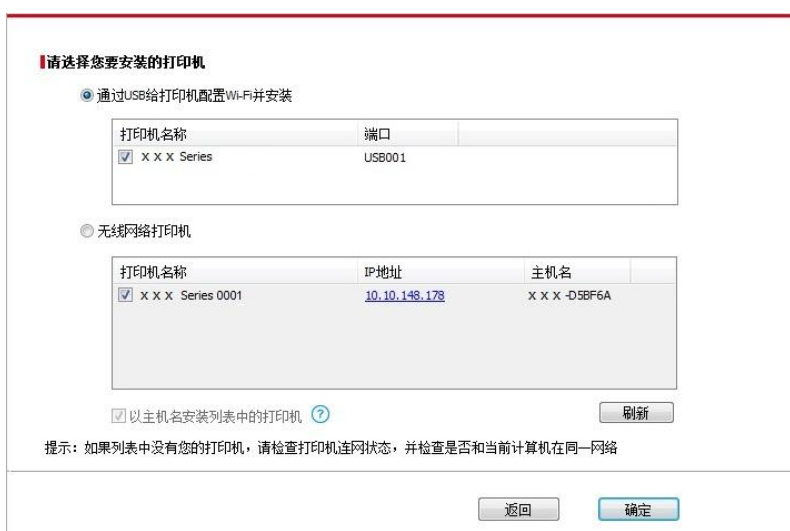 请选择您要安装的打印机
通过USB给打印机配置Wi-Fi并安装
打印机名称 端口
X X X Series USB001
无线网络打印机
打印机名称 IP地址 主机名
X X X Series 0001 10.10.148.178 X X X -D5BF6A
以主机名安装列表中的打印机 ?
刷新
提示：如果列表中没有您的打印机，请检查打印机连网状态，并检查是否和当前计算机在同一网络
返回 确定